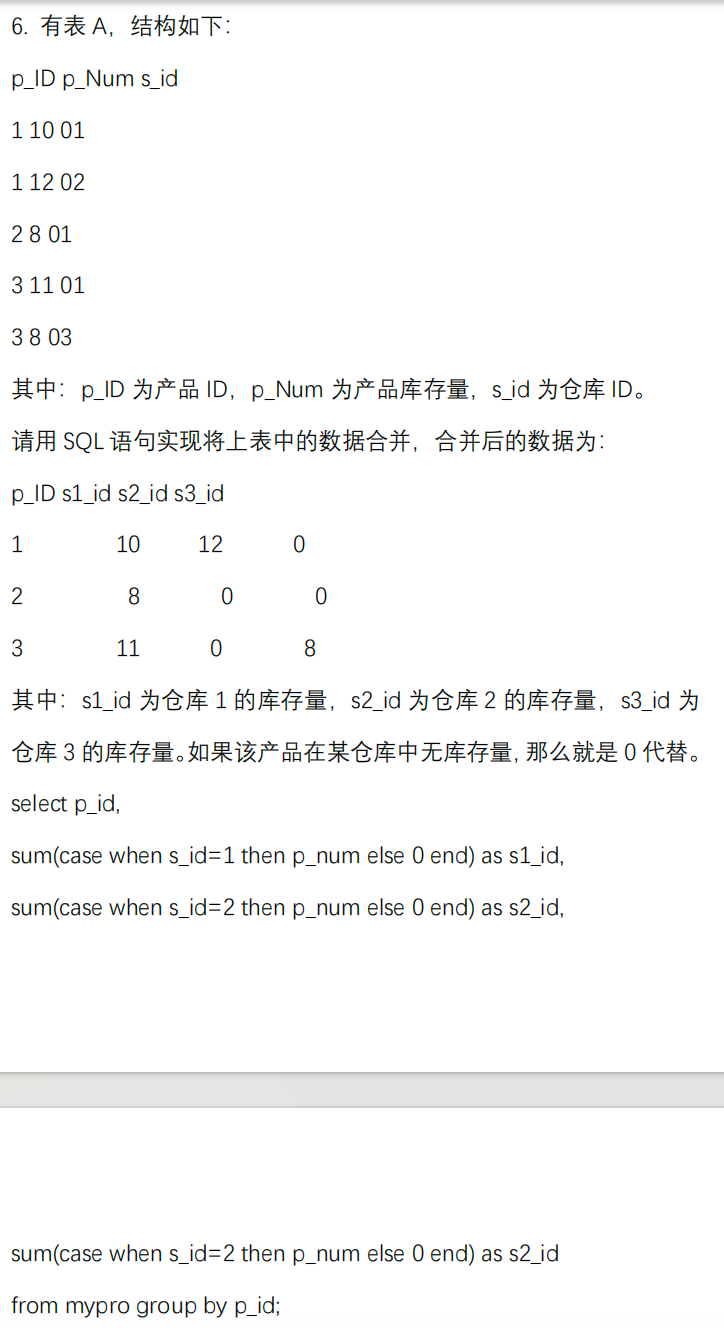 6. 有表 A，结构如下：
p_ID p_Num s_id
1 10 01
1 12 02
2 8 01
3 11 01
3 8 03
其中：p_ID 为产品 ID，p_Num 为产品库存量，s_id 为仓库 ID。
请用 SQL 语句实现将上表中的数据合并，合并后的数据为：
p_ID s1_id s2_id s3_id
1 10 12 0
2 8 0 0
3 11 0 8
其中：s1_id 为仓库 1 的库存量，s2_id 为仓库 2 的库存量，s3_id 为
仓库 3 的库存量。如果该产品在某仓库中无库存量，那么就是 0 代替。
select p_id,
sum(case when s_id=1 then p_num else 0 end) as s1_id,
sum(case when s_id=2 then p_num else 0 end) as s2_id,
sum(case when s_id=2 then p_num else 0 end) as s2_id
from mypro group by p_id;